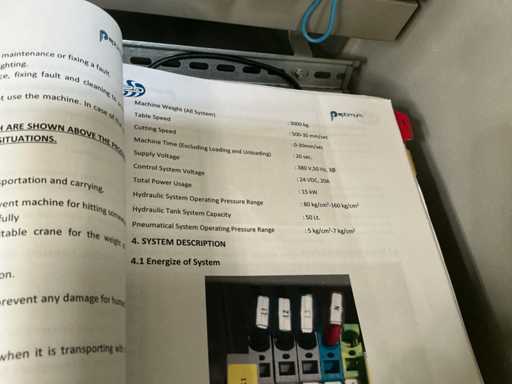 maintenance or fixing a fault.
ghting.
ce, fixing fault and cleaning
t use the machine. In case of
H ARE SHOWN ABOVE THE
SITUATIONS.
sportation and carrying.
vent machine for hitting
fully
table crane for the weight
on.
prevent any damage for
when it is transporting
Poptimum
Machine Weight (All System) : 3000kg.
Table Speed : 500-30 mm/sec
Cutting Speed : 0-30mm/sec
Machine Time (Excluding Loading and Unloading) : 20 sec.
Supply Voltage : 380 V,50 Hz, 3Ø
Control System Voltage : 24 VDC, 20A
Total Power Usage : 15 kW
Hydraulic System Operating Pressure Range : 80 kg/cm²-160 kg/cm²
Hydraulic Tank System Capacity : 50 Lt.
Pneumatical System Operating Pressure Range : 5 kg/cm²-7 kg/cm²
4. SYSTEM DESCRIPTION
4.1 Energize of System